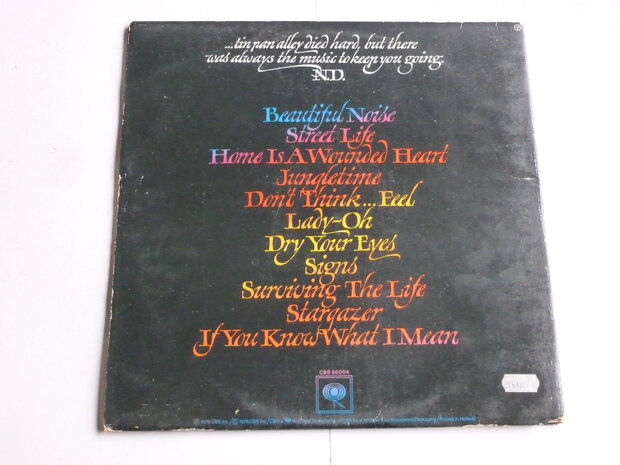 ...tin pan alley died hard, but there
was always the music to keep you going.
N.D.
Beautiful Noise
Street Life
Home Is A Wounded Heart
Jungletime
Don't Think...Feel
Lady-Oh
Dry Your Eyes
Signs
Surviving The Life
Stargazer
If You Know What I Mean
CBS 86004